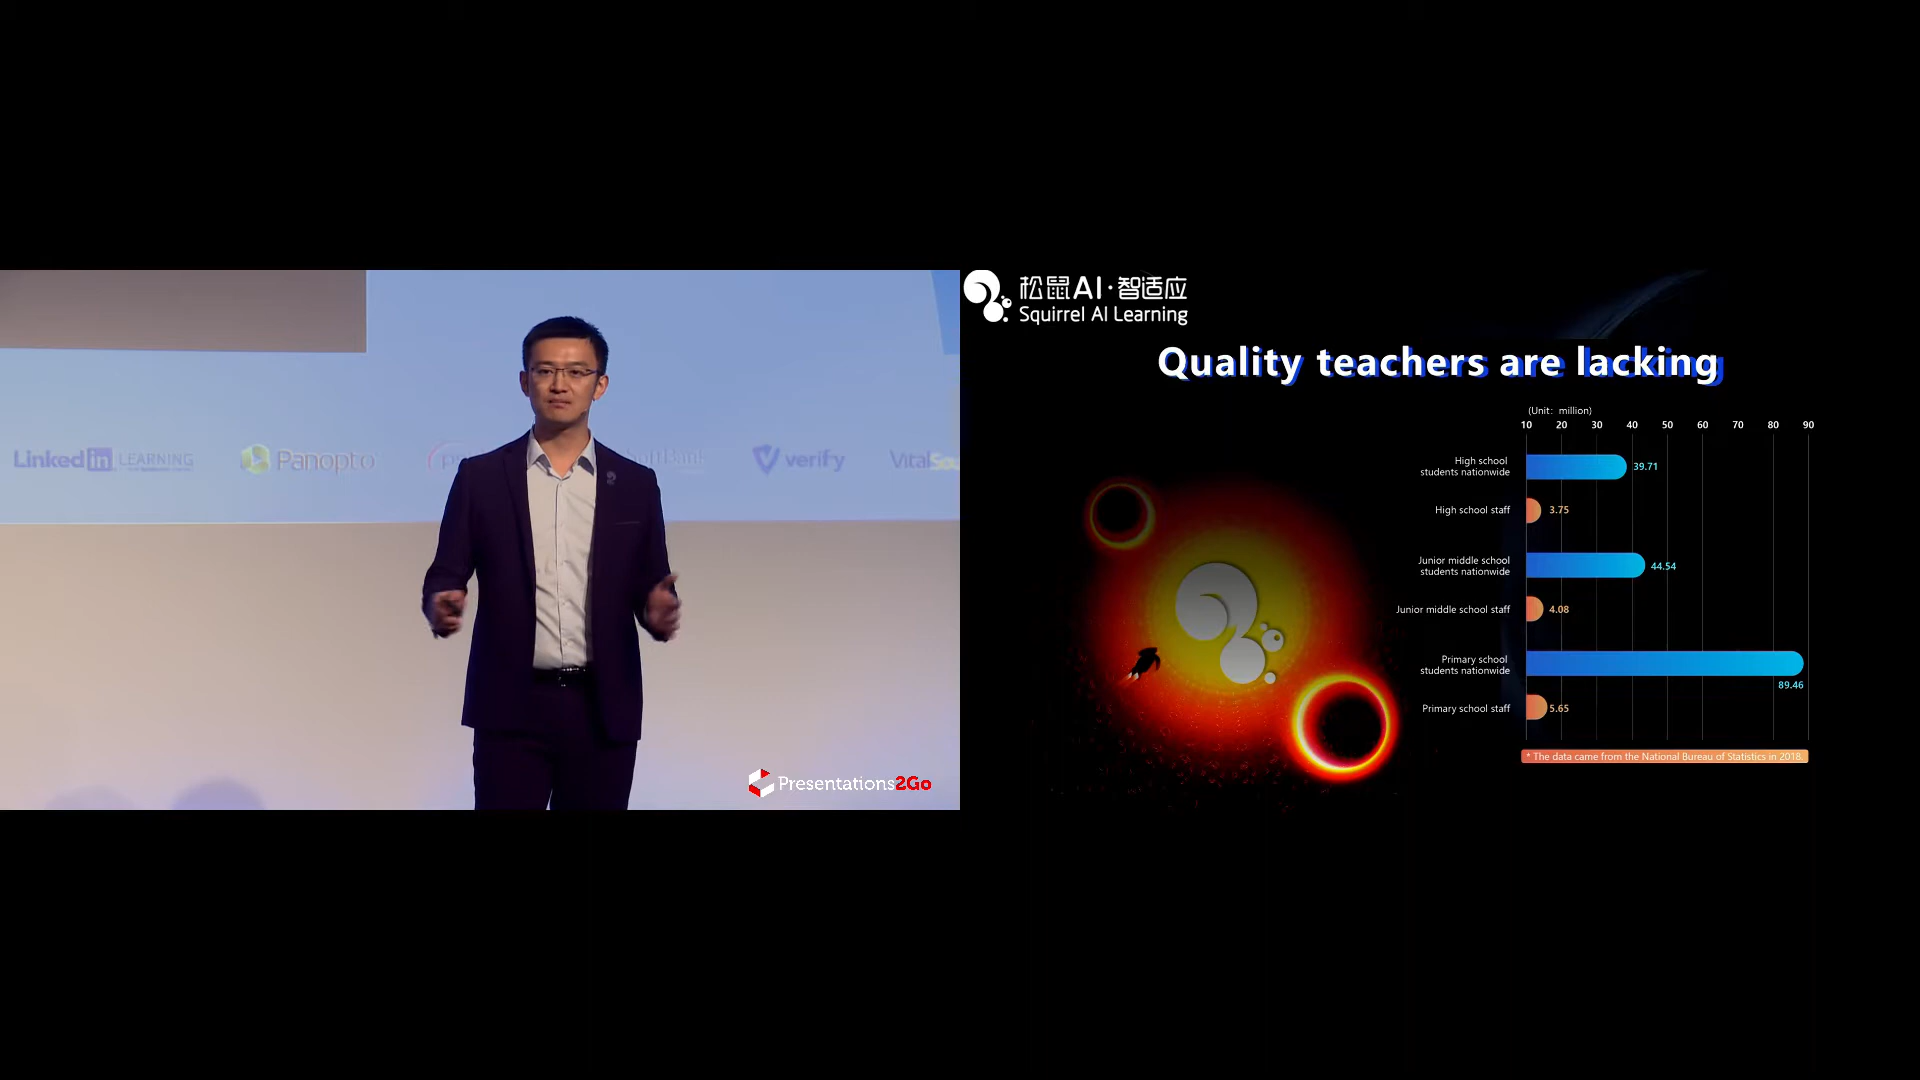 LinkedIn LEARNING
Panopto
SoftBank
verify
Presentations2Go
松鼠AI·智适应
Squirrel AI Learning
Quality teachers are lacking
(Unit: million)
10 20 30 40 50 60 70 80 90
High school
students nationwide
39.71
High school staff
3.75
Junior middle school
students nationwide
44.54
Junior middle school staff
4.08
Primary school
students nationwide
89.46
Primary school staff
5.65
* The data came from the National Bureau of Statistics in 2018.